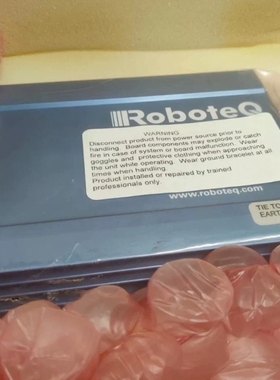 RoboteQ
WARNING
Disconnect product from power source prior to
handling. Board components may explode or catch
fire in case of system or board malfunction. Wear
goggles and protective clothing when approaching
the unit while operating. Wear ground bracelet at all
times when handling.
Product installed or repaired by trained
professionals only.
www.roboteq.com
TIE TO
EART